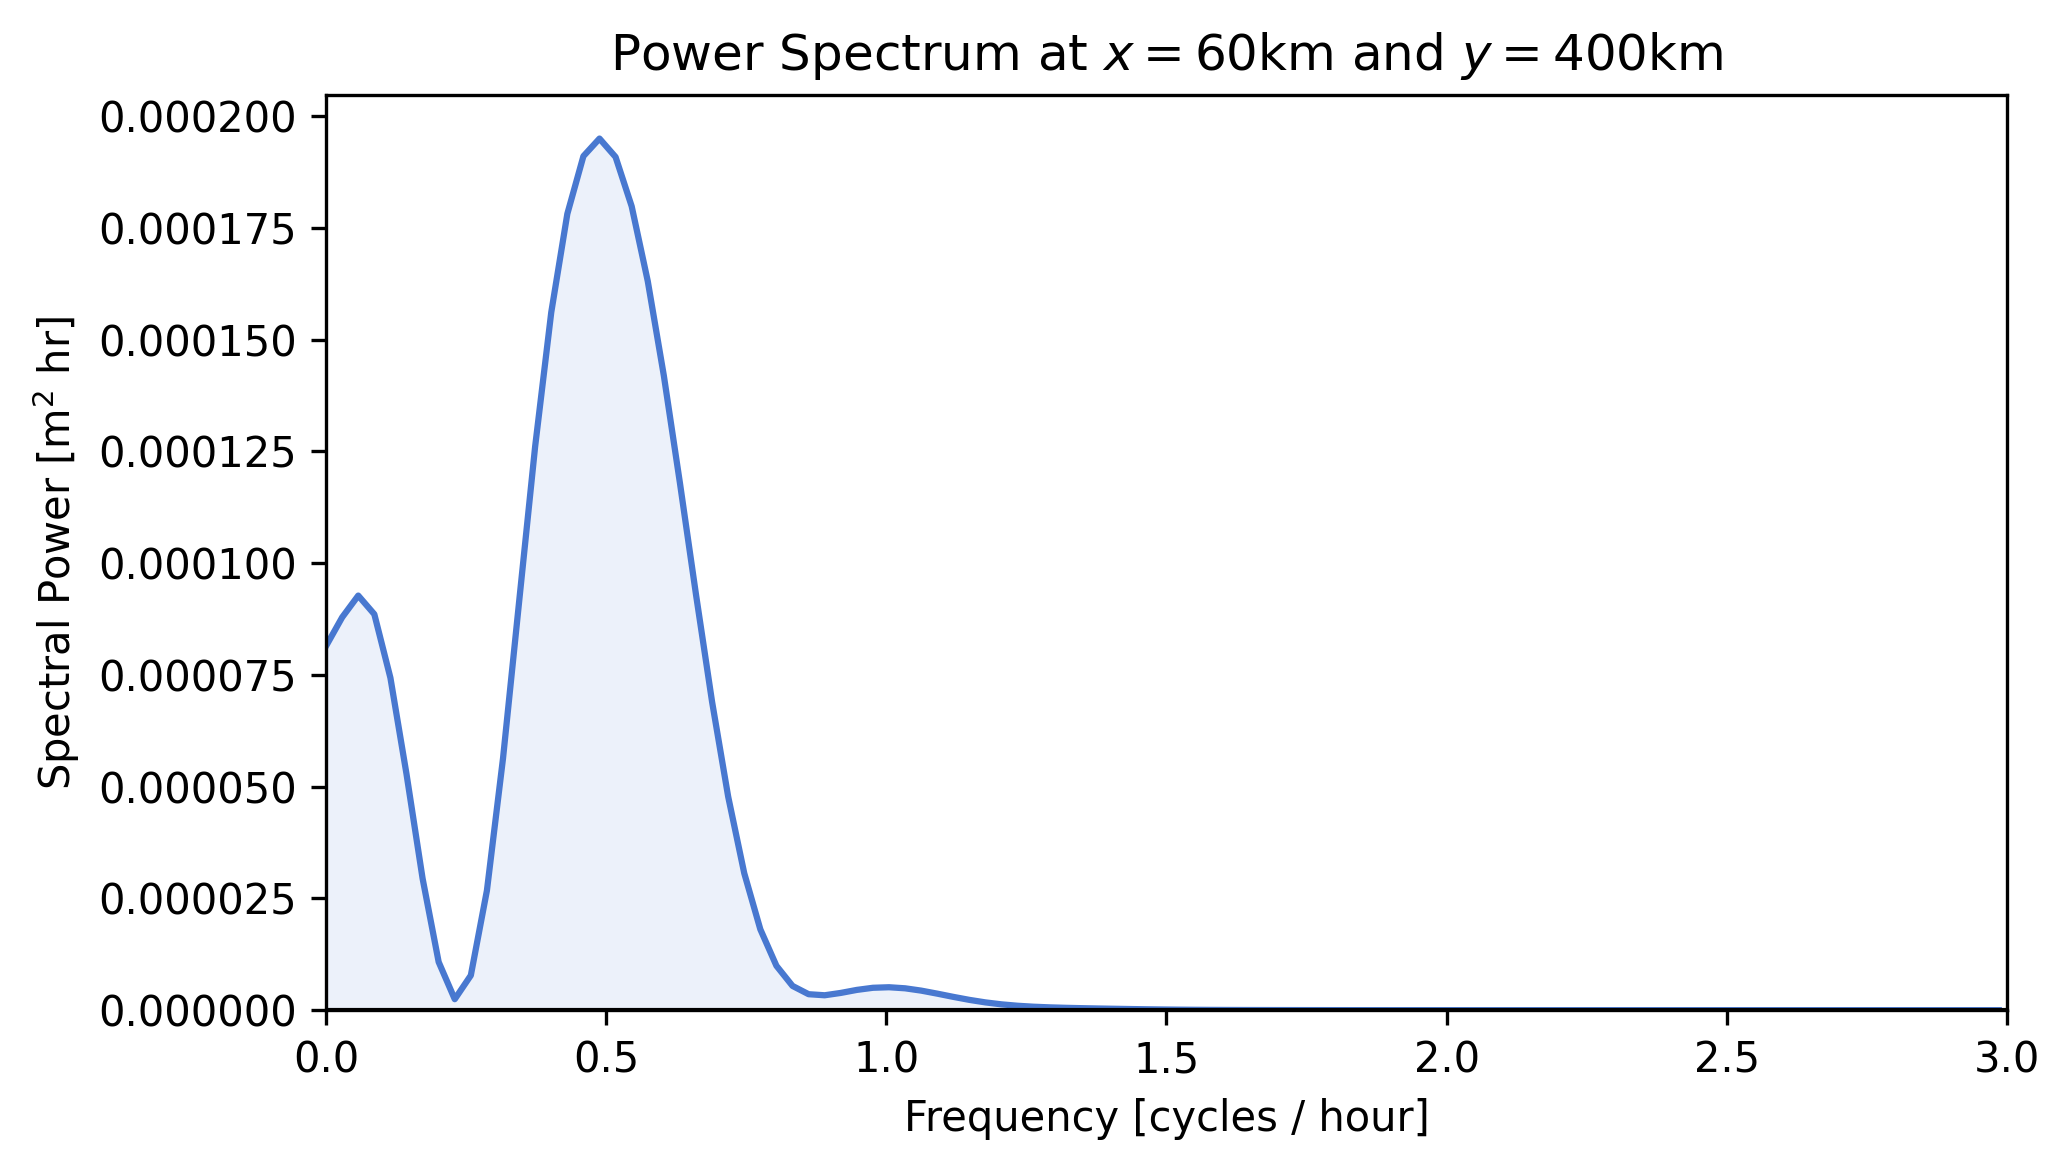 Power Spectrum at x = 60km and y = 400km
Spectral Power [m² hr]
0.000200
0.000175
0.000150
0.000125
0.000100
0.000075
0.000050
0.000025
0.000000
0.0 0.5 1.0 1.5 2.0 2.5 3.0
Frequency [cycles / hour]